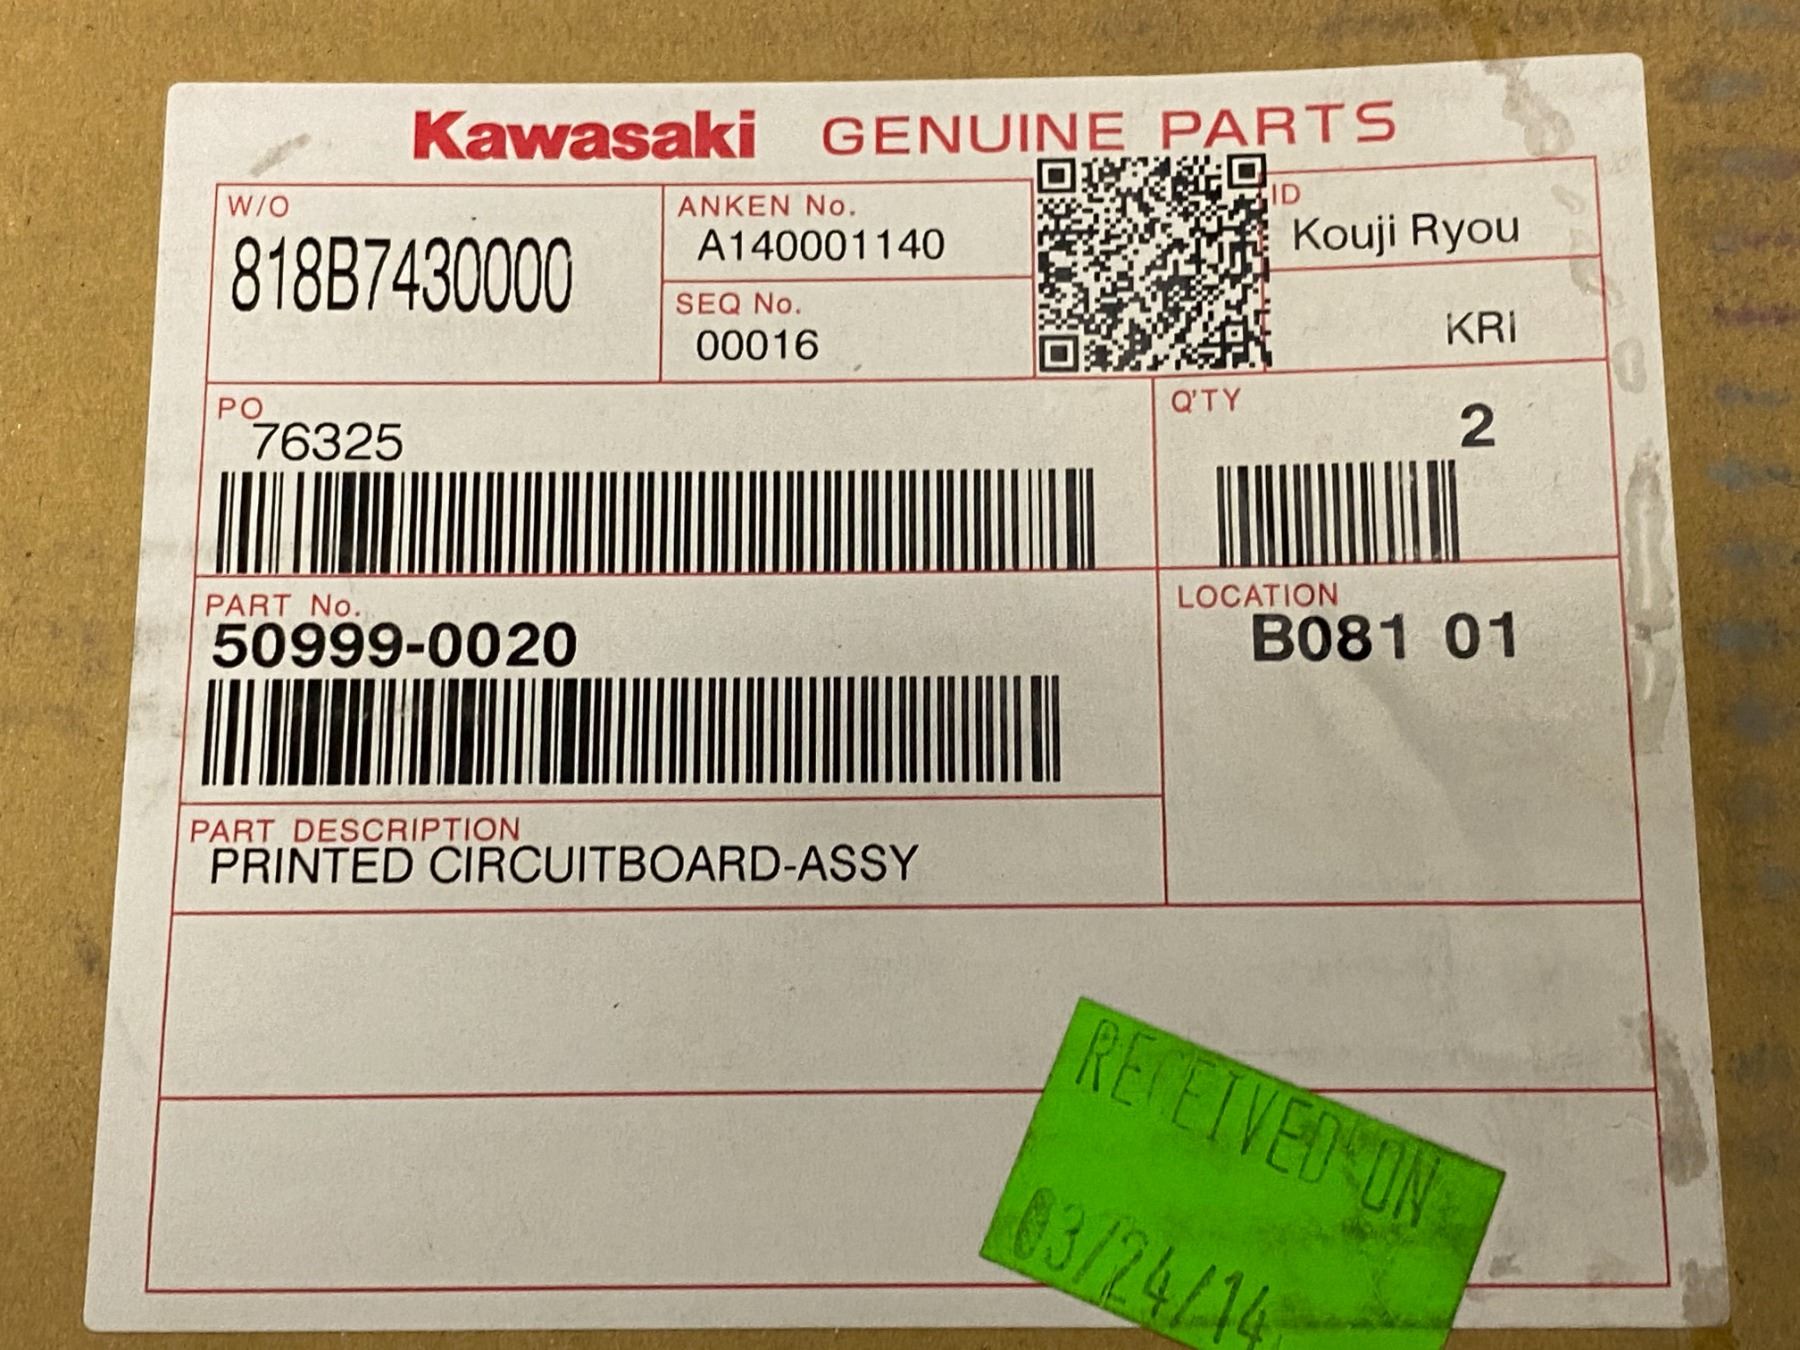 Kawasaki GENUINE PARTS
W/O
818B7430000
ANKEN No.
A140001140
SEQ No.
00016
ID
Kouji Ryou
KRI
PO
76325
Q'TY
2
PART No.
50999-0020
LOCATION
B081 01
PART DESCRIPTION
PRINTED CIRCUITBOARD-ASSY
RECEIVED ON
03/24/14